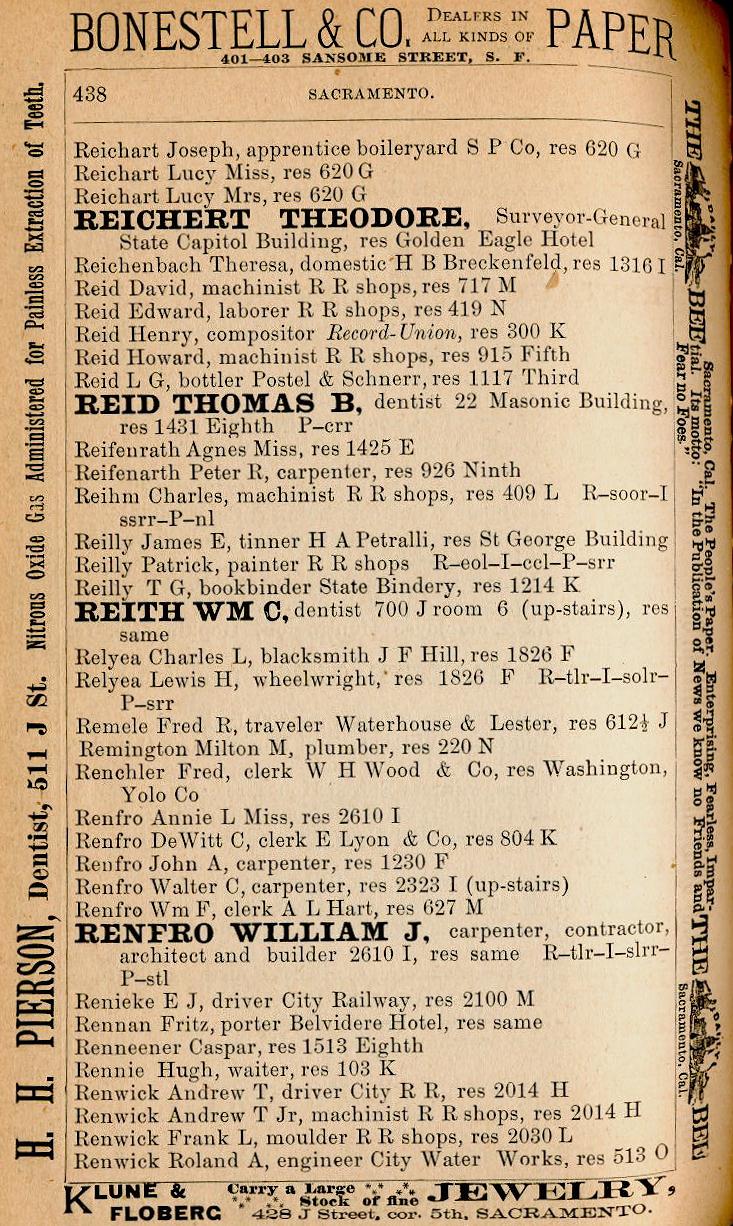 BONESTELL & CO. DEALERS IN ALL KINDS OF PAPER
401—403 SANSOME STREET, S. F.
438 SACRAMENTO.
Reichart Joseph, apprentice boileryard S P Co, res 620 G
Reichart Lucy Miss, res 620 G
Reichart Lucy Mrs, res 620 G
REICHERT THEODORE, Surveyor-General
State Capitol Building, res Golden Eagle Hotel
Reichenbach Theresa, domestic H B Breckenfeld, res 1316 I
Reid David, machinist R R shops, res 717 M
Reid Edward, laborer R R shops, res 419 N
Reid Henry, compositor Record-Union, res 300 K
Reid Howard, machinist R R shops, res 915 Fifth
Reid L G, bottler Postel & Schnerr, res 1117 Third
REID THOMAS B, dentist 22 Masonic Building,
res 1431 Eighth P–crr
Reifenrath Agnes Miss, res 1425 E
Reifenarth Peter R, carpenter, res 926 Ninth
Reihm Charles, machinist R R shops, res 409 L R–soor–I
ssrr–P–nl
Reilly James E, tinner H A Petralli, res St George Building
Reilly Patrick, painter R R shops R–eol–I–ccl–P–srr
Reilly T G, bookbinder State Bindery, res 1214 K
REITH WM C, dentist 700 J room 6 (up-stairs), res
same
Relyea Charles L, blacksmith J F Hill, res 1826 F
Relyea Lewis H, wheelwright, res 1826 F R–tlr–I–solr–
P–srr
Remele Fred R, traveler Waterhouse & Lester, res 612½ J
Remington Milton M, plumber, res 220 N
Renchler Fred, clerk W H Wood & Co, res Washington,
Yolo Co
Renfro Annie L Miss, res 2610 I
Renfro DeWitt C, clerk E Lyon & Co, res 804 K
Renfro John A, carpenter, res 1230 F
Renfro Walter C, carpenter, res 2323 I (up-stairs)
Renfro Wm F, clerk A L Hart, res 627 M
RENFRO WILLIAM J, carpenter, contractor,
architect and builder 2610 I, res same R–tlr–I–slrr–
P–stl
Renieke E J, driver City Railway, res 2100 M
Rennan Fritz, porter Belvidere Hotel, res same
Renneener Caspar, res 1513 Eighth
Rennie Hugh, waiter, res 103 K
Renwick Andrew T, driver City R R, res 2014 H
Renwick Andrew T Jr, machinist R R shops, res 2014 H
Renwick Frank L, moulder R R shops, res 2030 L
Renwick Roland A, engineer City Water Works, res 513 O
H. H. PIERSON, Dentist, 511 J St. Nitrous Oxide Gas Administered for Painless Extraction of Teeth.
THE DAILY BEE
Sacramento, Cal.
Sacramento, Cal. The People's Paper. Enterprising, Fearless, Impar-
tial. Its motto: "In the Publication of News we know no Friends and
Fear no Foes."
THE DAILY BEE
Sacramento, Cal.
KLUNE & FLOBERG Carry a Large Stock of fine JEWELRY,
428 J Street, cor. 5th, SACRAMENTO.